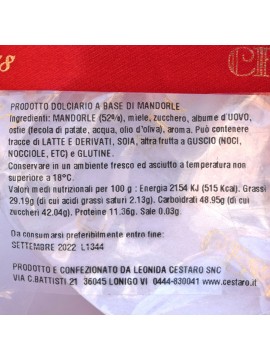 PRODOTTO DOLCIARIO A BASE DI MANDORLE
Ingredienti: MANDORLE (52%), miele, zucchero, albume d'UOVO,
ostie (fecola di patate, acqua, olio d'oliva), aroma. Può contenere
tracce di LATTE E DERIVATI, SOIA, altra frutta a GUSCIO (NOCI,
NOCCIOLE, ETC) E GLUTINE.
Conservare in un ambiente fresco ed asciutto a temperatura non
superiore a 18°C.
Valori medi nutrizionali per 100 g : Energia 2154 KJ (515 Kcal). Grassi
29.19g (di cui acidi grassi saturi 2.13g). Carboidrati 48.95g (di cui
zuccheri 42.04g). Proteine 11.36g. Sale 0.03g.
Da consumarsi preferibilmente entro fine:
SETTEMBRE 2022 L1344
PRODOTTO E CONFEZIONATO DA LEONIDA CESTARO SNC
VIA C.BATTISTI 21 36045 LONIGO VI 0444-830041 www.cestaro.it